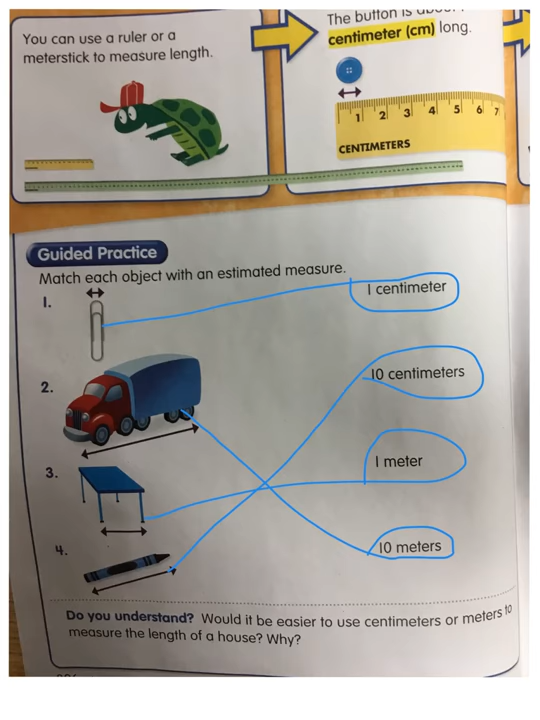 You can use a ruler or a
meterstick to measure length.
The button is
centimeter (cm) long.
1 2 3 4 5 6 7
CENTIMETERS
Guided Practice
Match each object with an estimated measure.
1.
1 centimeter
2.
10 centimeters
3.
1 meter
4.
10 meters
Do you understand? Would it be easier to use centimeters or meters to
measure the length of a house? Why?